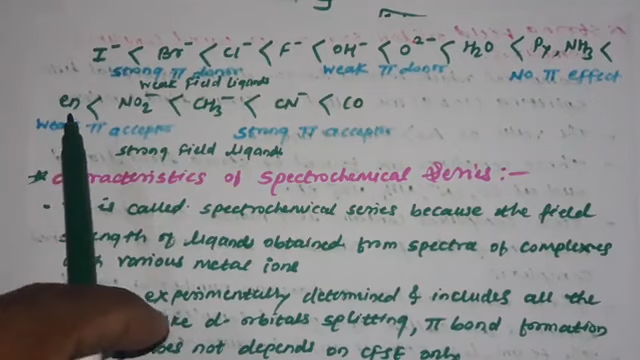 I⁻ < Br⁻ < Cl⁻ < F⁻ < OH⁻ < O²⁻ < H2O < Py, NH3 <
strong π donor weak π donor No π effect
weak field ligands
en < NO2⁻ < CH3⁻ < CN⁻ < CO
weak π acceptor strong π acceptor
strong field ligands
* characteristics of spectrochemical series:-
• is called spectrochemical series because the field
strength of ligands obtained from spectra of complexes
various metal ions
experimentally determined & includes all the
d-orbitals splitting, π bond formation
not depends on CFSE only